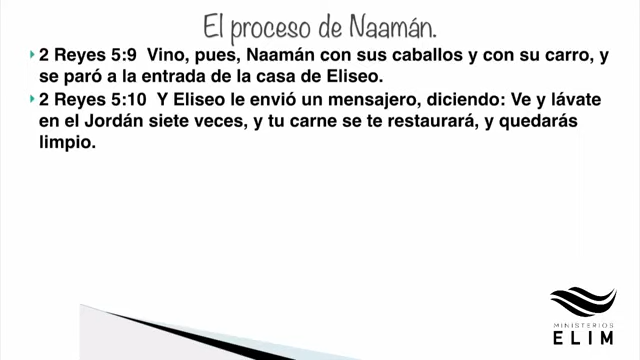 El proceso de Naamán.
2 Reyes 5:9 Vino, pues, Naamán con sus caballos y con su carro, y
se paró a la entrada de la casa de Eliseo.
2 Reyes 5:10 Y Eliseo le envió un mensajero, diciendo: Ve y lávate
en el Jordán siete veces, y tu carne se te restaurará, y quedarás
limpio.
MINISTERIOS
ELIM